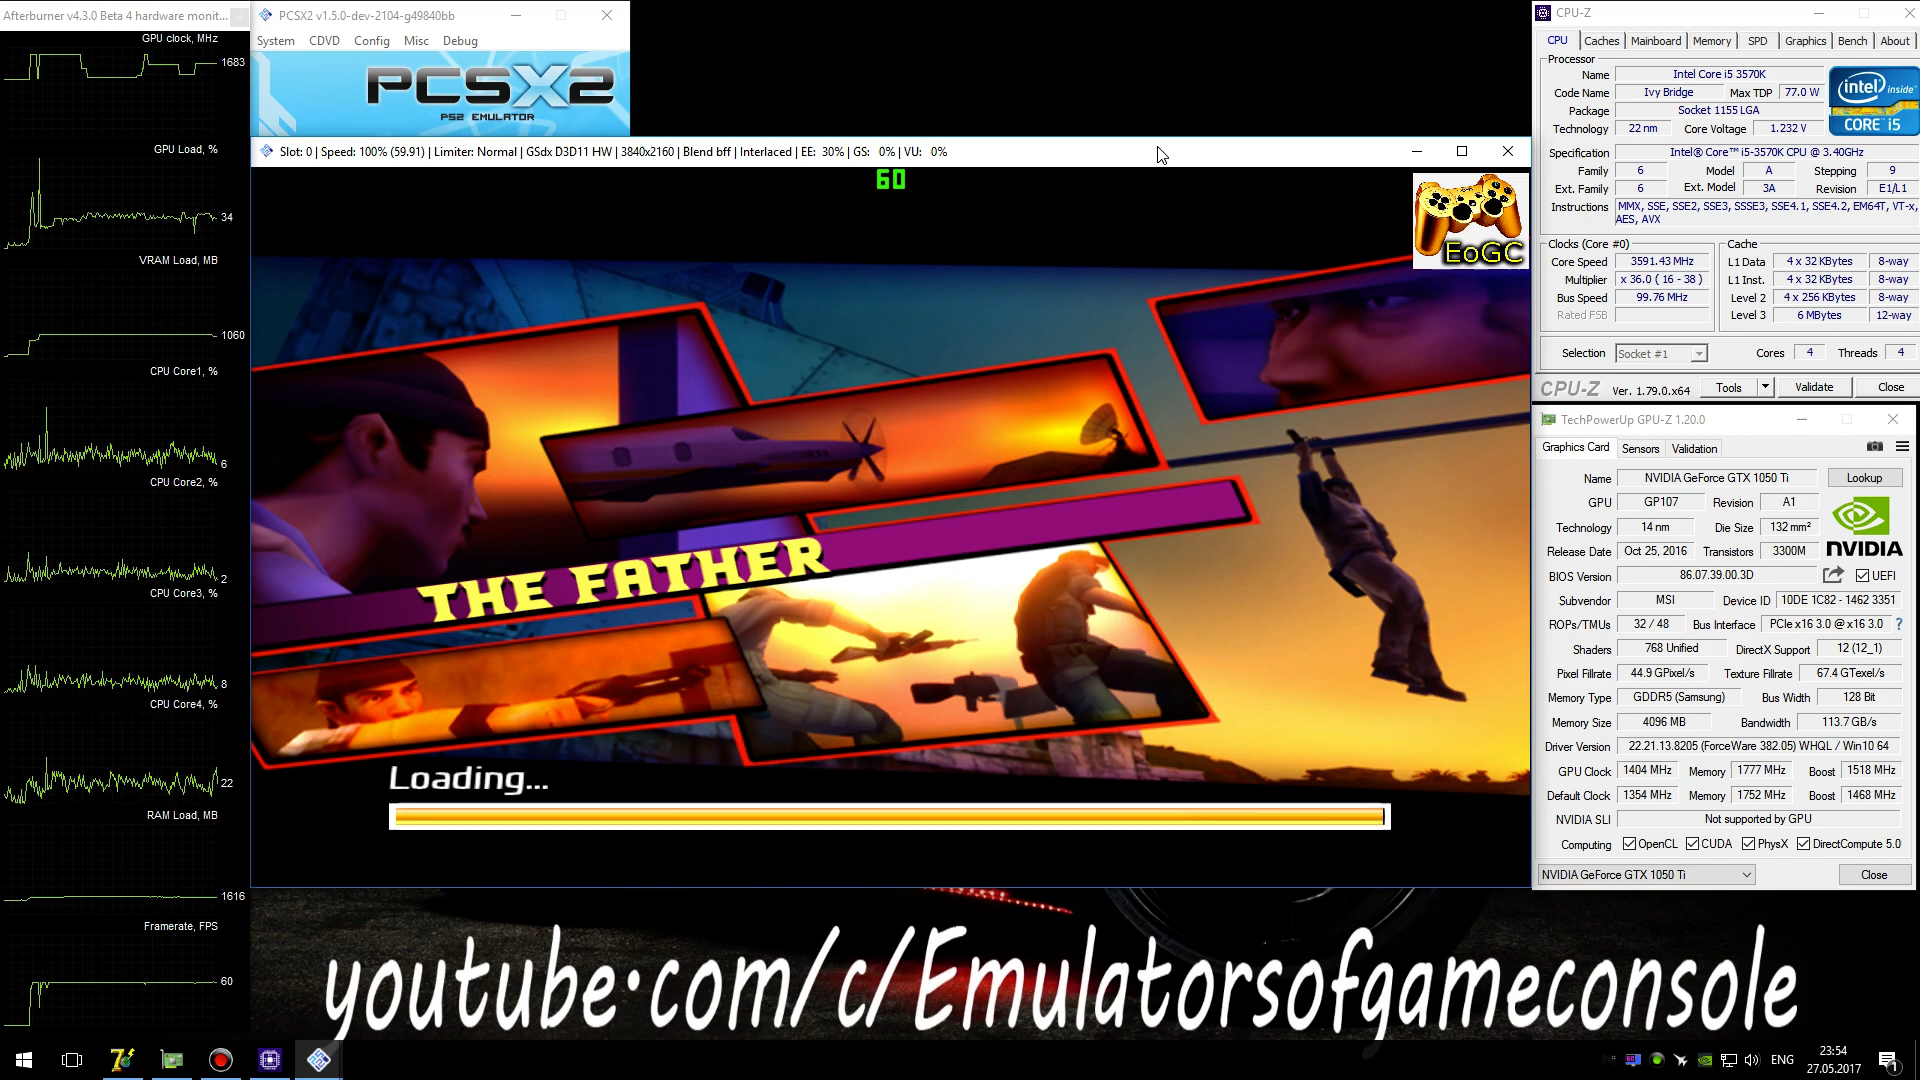 Afterburner v4.3.0 Beta 4 hardware monit...
GPU clock, MHz
1683
GPU Load, %
34
VRAM Load, MB
1060
CPU Core1, %
6
CPU Core2, %
2
CPU Core3, %
8
CPU Core4, %
22
RAM Load, MB
1616
Framerate, FPS
60
PCSX2 v1.5.0-dev-2104-g49840bb
System CDVD Config Misc Debug
PCSX2
PS2 EMULATOR
Slot: 0 | Speed: 100% (59.91) | Limiter: Normal | GSdx D3D11 HW | 3840x2160 | Blend bff | Interlaced | EE: 30% | GS: 0% | VU: 0%
60
EoGC
THE FATHER
Loading...
CPU-Z
CPU Caches Mainboard Memory SPD Graphics Bench About
Processor
Name Intel Core i5 3570K
Code Name Ivy Bridge Max TDP 77.0 W
Package Socket 1155 LGA
Technology 22 nm Core Voltage 1.232 V
intel inside™
CORE i5
Specification Intel® Core™ i5-3570K CPU @ 3.40GHz
Family 6 Model A Stepping 9
Ext. Family 6 Ext. Model 3A Revision E1/L1
Instructions MMX, SSE, SSE2, SSE3, SSSE3, SSE4.1, SSE4.2, EM64T, VT-x,
AES, AVX
Clocks (Core #0)
Core Speed 3591.43 MHz
Multiplier x 36.0 ( 16 - 38 )
Bus Speed 99.76 MHz
Rated FSB
Cache
L1 Data 4 x 32 KBytes 8-way
L1 Inst. 4 x 32 KBytes 8-way
Level 2 4 x 256 KBytes 8-way
Level 3 6 MBytes 12-way
Selection Socket #1 Cores 4 Threads 4
CPU-Z Ver. 1.79.0.x64 Tools Validate Close
TechPowerUp GPU-Z 1.20.0
Graphics Card Sensors Validation
Name NVIDIA GeForce GTX 1050 Ti Lookup
GPU GP107 Revision A1
Technology 14 nm Die Size 132 mm²
Release Date Oct 25, 2016 Transistors 3300M
NVIDIA
BIOS Version 86.07.39.00.3D UEFI
Subvendor MSI Device ID 10DE 1C82 - 1462 3351
ROPs/TMUs 32 / 48 Bus Interface PCIe x16 3.0 @ x16 3.0 ?
Shaders 768 Unified DirectX Support 12 (12_1)
Pixel Fillrate 44.9 GPixel/s Texture Fillrate 67.4 GTexel/s
Memory Type GDDR5 (Samsung) Bus Width 128 Bit
Memory Size 4096 MB Bandwidth 113.7 GB/s
Driver Version 22.21.13.8205 (ForceWare 382.05) WHQL / Win10 64
GPU Clock 1404 MHz Memory 1777 MHz Boost 1518 MHz
Default Clock 1354 MHz Memory 1752 MHz Boost 1468 MHz
NVIDIA SLI Not supported by GPU
Computing OpenCL CUDA PhysX DirectCompute 5.0
NVIDIA GeForce GTX 1050 Ti Close
youtube.com/c/Emulatorsofgameconsole
ENG
23:54
27.05.2017
1